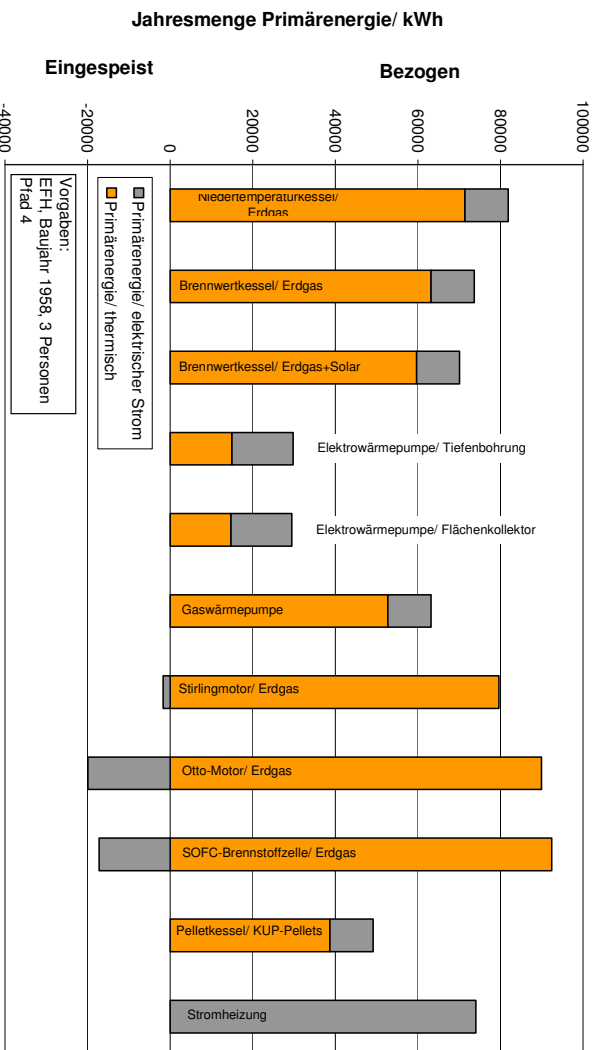 Jahresmenge Primärenergie/ kWh
Eingespeist
Bezogen
-40000
-20000
0
20000
40000
60000
80000
100000
Niedertemperaturkessel/
Erdgas
Brennwertkessel/ Erdgas
Brennwertkessel/ Erdgas+Solar
Elektrowärmepumpe/ Tiefenbohrung
Elektrowärmepumpe/ Flächenkollektor
Gaswärmepumpe
Stirlingmotor/ Erdgas
Otto-Motor/ Erdgas
SOFC-Brennstoffzelle/ Erdgas
Pelletkessel/ KUP-Pellets
Stromheizung
Primärenergie/ elektrischer Strom
Primärenergie/ thermisch
Vorgaben:
EFH, Baujahr 1958, 3 Personen
Pfad 4